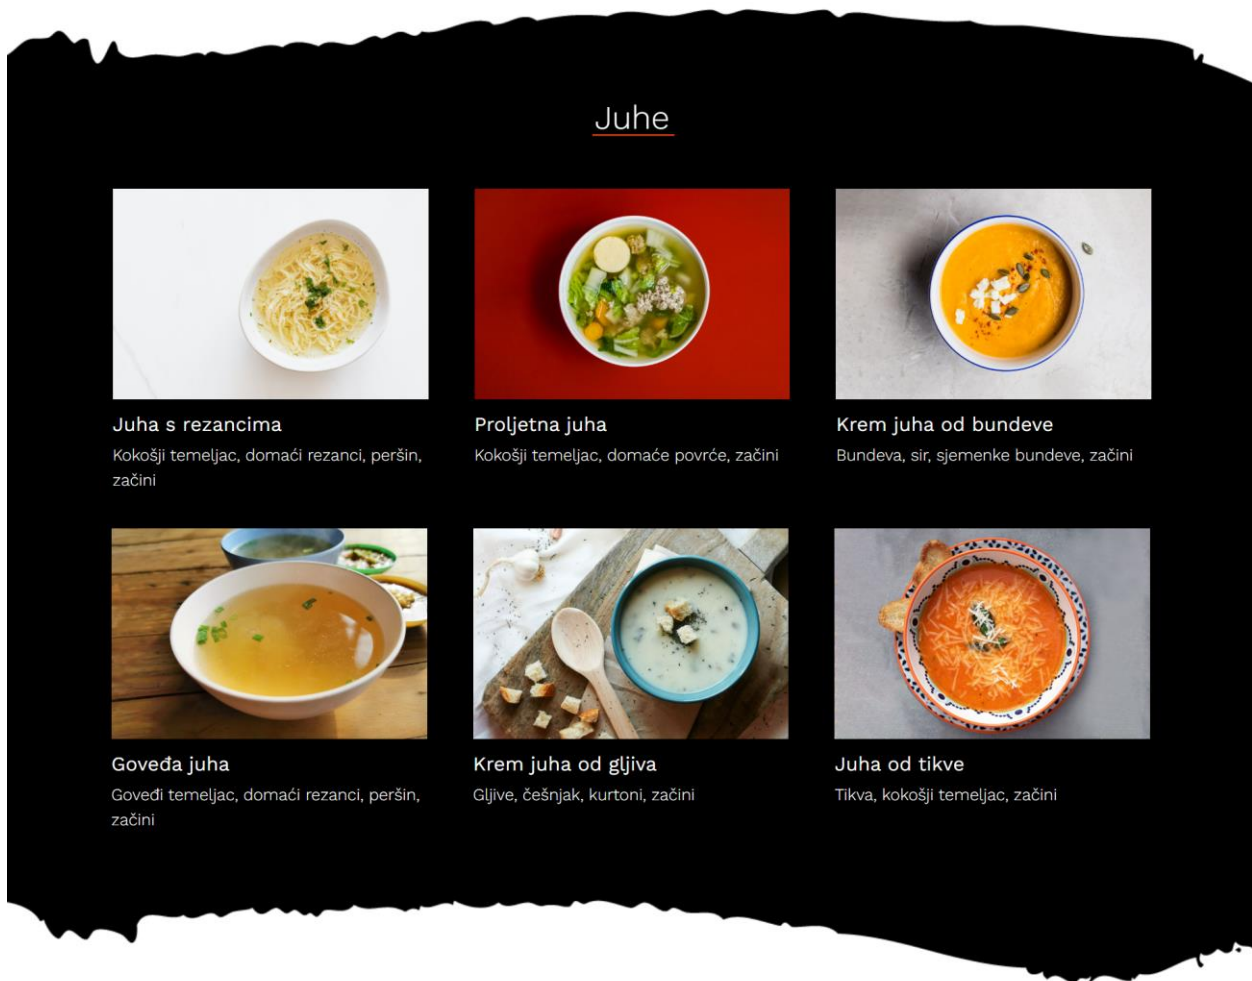 Juhe
Juha s rezancima
Kokošji temeljac, domaći rezanci, peršin,
začini
Proljetna juha
Kokošji temeljac, domaće povrće, začini
Krem juha od bundeve
Bundeva, sir, sjemenke bundeve, začini
Goveđa juha
Goveđi temeljac, domaći rezanci, peršin,
začini
Krem juha od gljiva
Gljive, češnjak, kurtoni, začini
Juha od tikve
Tikva, kokošji temeljac, začini